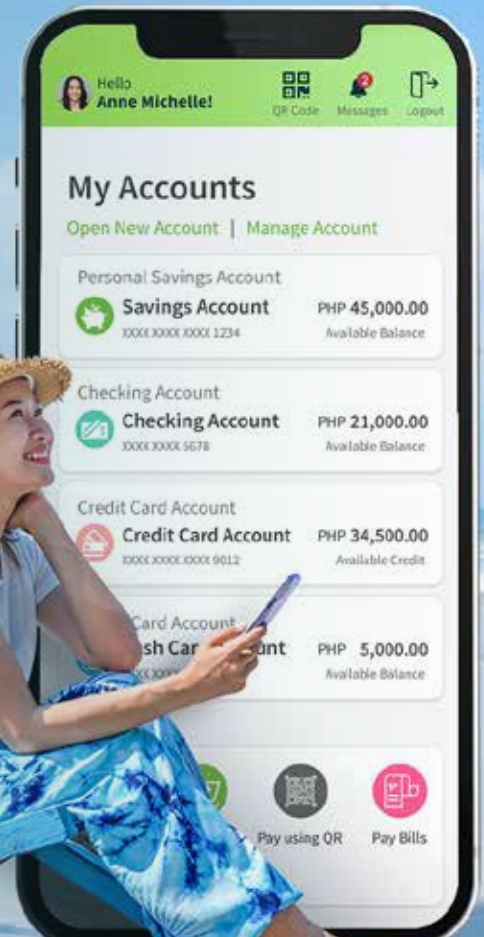 Hello
Anne Michelle!
QR Code
2
Messages
Logout
My Accounts
Open New Account | Manage Account
Personal Savings Account
Savings Account PHP 45,000.00
XXXX XXXX XXXX 1234 Available Balance
Checking Account
Checking Account PHP 21,000.00
XXXX XXXX 5678 Available Balance
Credit Card Account
Credit Card Account PHP 34,500.00
XXXX XXXX XXXX 9012 Available Credit
Card Account
PHP 5,000.00
Available Balance
Pay using QR
Pay Bills